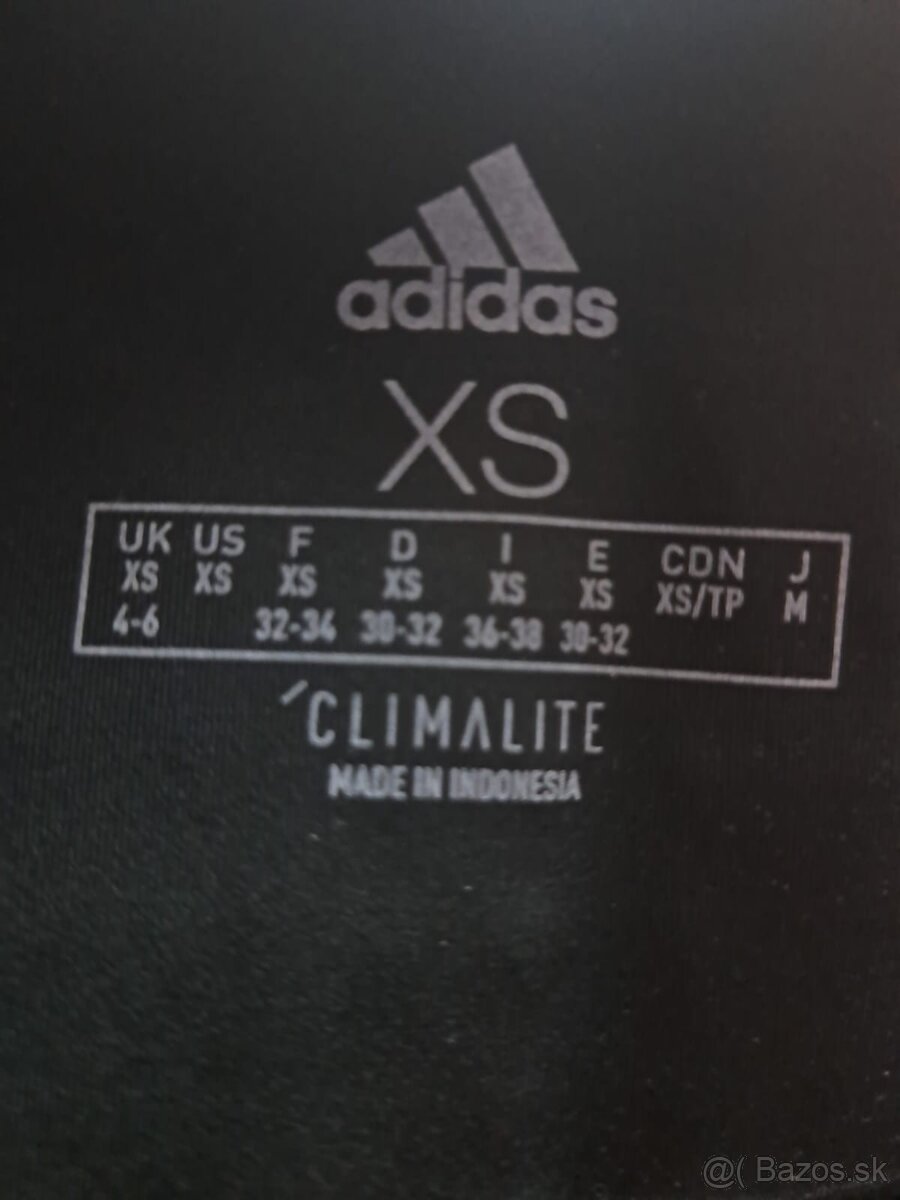 adidas
XS
UK US F D I E CDN J
XS XS XS XS XS XS XS/TP M
4-6 32-34 30-32 36-38 30-32
CLIMALITE
MADE IN INDONESIA
@( Bazos.sk